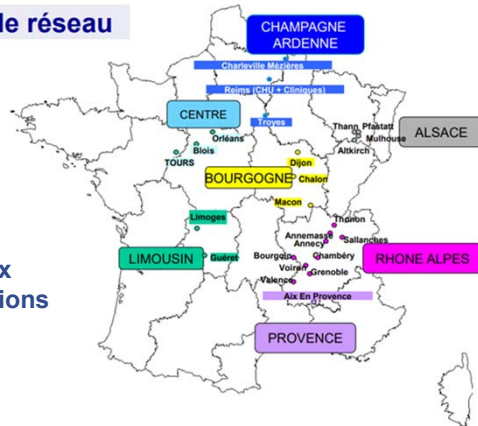 le réseau
CHAMPAGNE
ARDENNE
Charleville Mézières
Reims (CHU + Cliniques)
CENTRE
Troyes
Orléans
Blois
TOURS
Thann Pfastatt
Mulhouse
Altkirch
ALSACE
Dijon
BOURGOGNE
Chalon
Macon
Limoges
LIMOUSIN
Guéret
Thonon
Annemasse
Annecy
Sallanches
Bourgoin
Chambéry
Voiron
Grenoble
Valence
RHONE ALPES
Aix En Provence
PROVENCE
x
ions